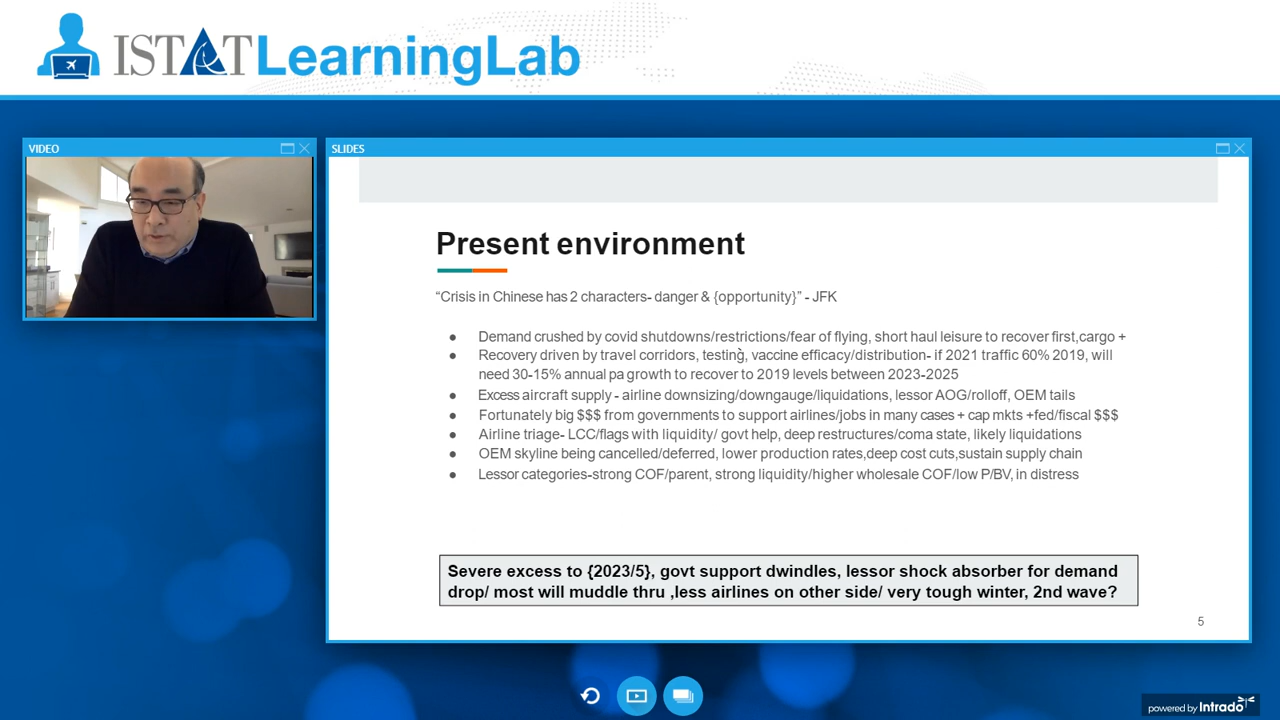 ISTAT LearningLab
VIDEO
SLIDES
Present environment
“Crisis in Chinese has 2 characters- danger & {opportunity}” - JFK
● Demand crushed by covid shutdowns/restrictions/fear of flying, short haul leisure to recover first,cargo +
● Recovery driven by travel corridors, testing, vaccine efficacy/distribution- if 2021 traffic 60% 2019, will
need 30-15% annual pa growth to recover to 2019 levels between 2023-2025
● Excess aircraft supply - airline downsizing/downgauge/liquidations, lessor AOG/rolloff, OEM tails
● Fortunately big $$$ from governments to support airlines/jobs in many cases + cap mkts +fed/fiscal $$$
● Airline triage- LCC/flags with liquidity/ govt help, deep restructures/coma state, likely liquidations
● OEM skyline being cancelled/deferred, lower production rates,deep cost cuts,sustain supply chain
● Lessor categories-strong COF/parent, strong liquidity/higher wholesale COF/low P/BV, in distress
Severe excess to {2023/5}, govt support dwindles, lessor shock absorber for demand
drop/ most will muddle thru ,less airlines on other side/ very tough winter, 2nd wave?
5
powered by Intrado